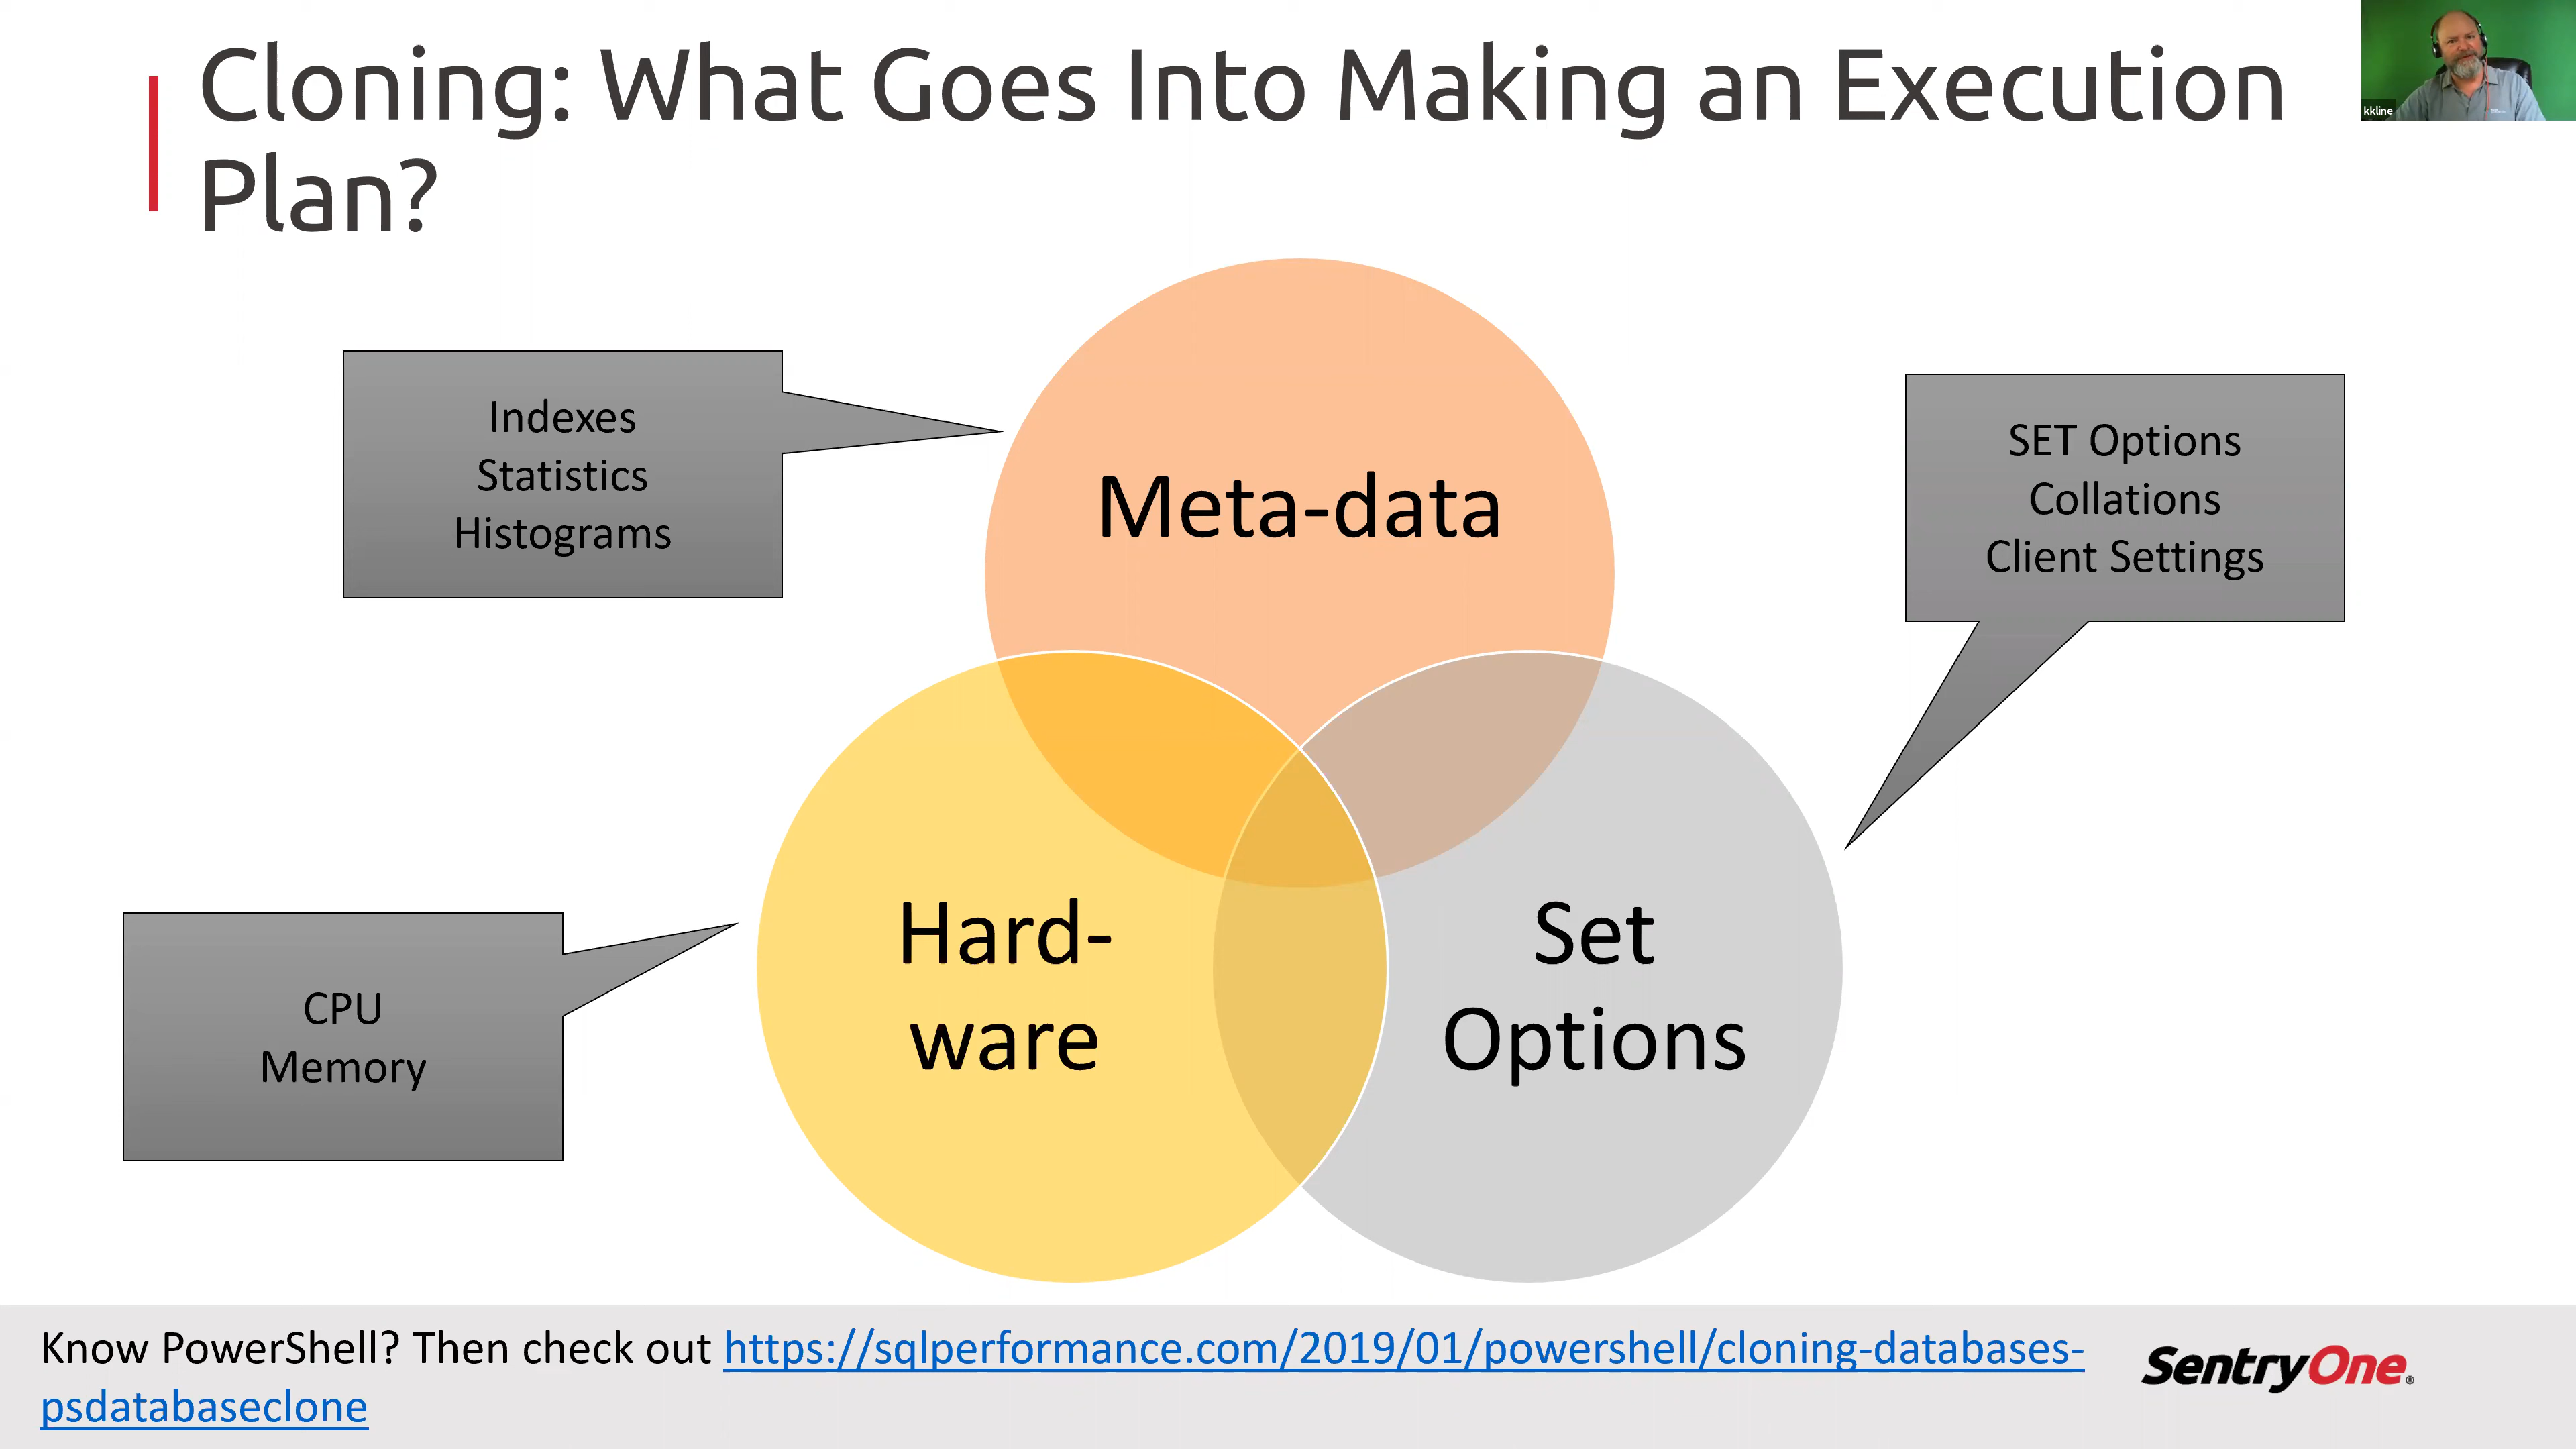 Cloning: What Goes Into Making an Execution
Plan?
kkline
Indexes
Statistics
Histograms
Meta-data
SET Options
Collations
Client Settings
Hard-
ware
Set
Options
CPU
Memory
Know PowerShell? Then check out https://sqlperformance.com/2019/01/powershell/cloning-databases-
psdatabaseclone
SentryOne®